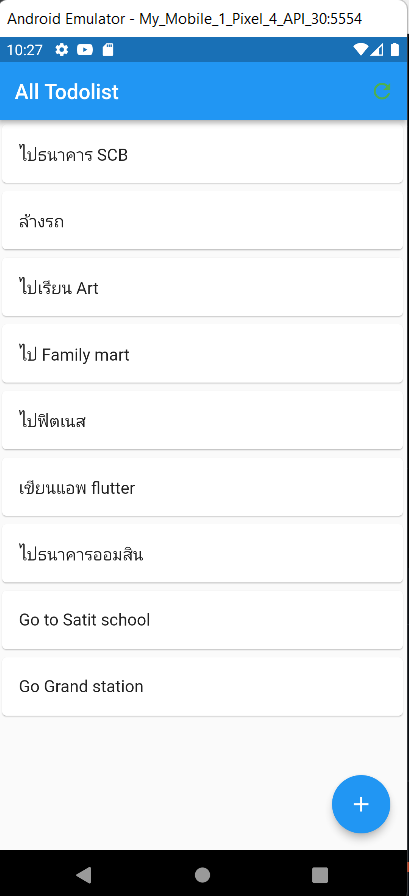 Android Emulator - My_Mobile_1_Pixel_4_API_30:5554
10:27
All Todolist
ไปธนาคาร SCB
ล้างรถ
ไปเรียน Art
ไป Family mart
ไปฟิตเนส
เขียนแอพ flutter
ไปธนาคารออมสิน
Go to Satit school
Go Grand station